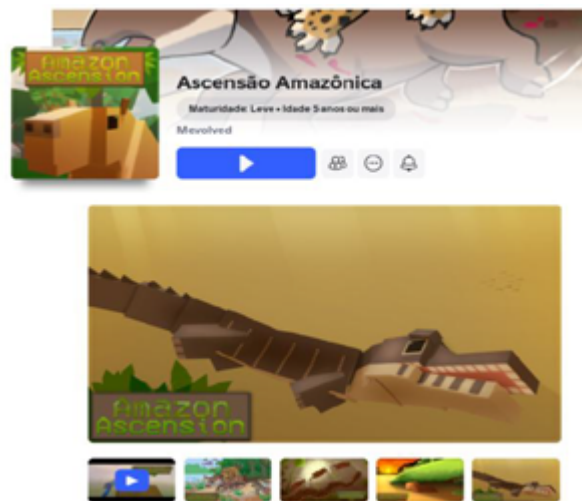 Amazon
Ascension
Ascensão Amazônica
Maturidade: Leve • Idade 5 anos ou mais
Mevolved
Amazon
Ascension